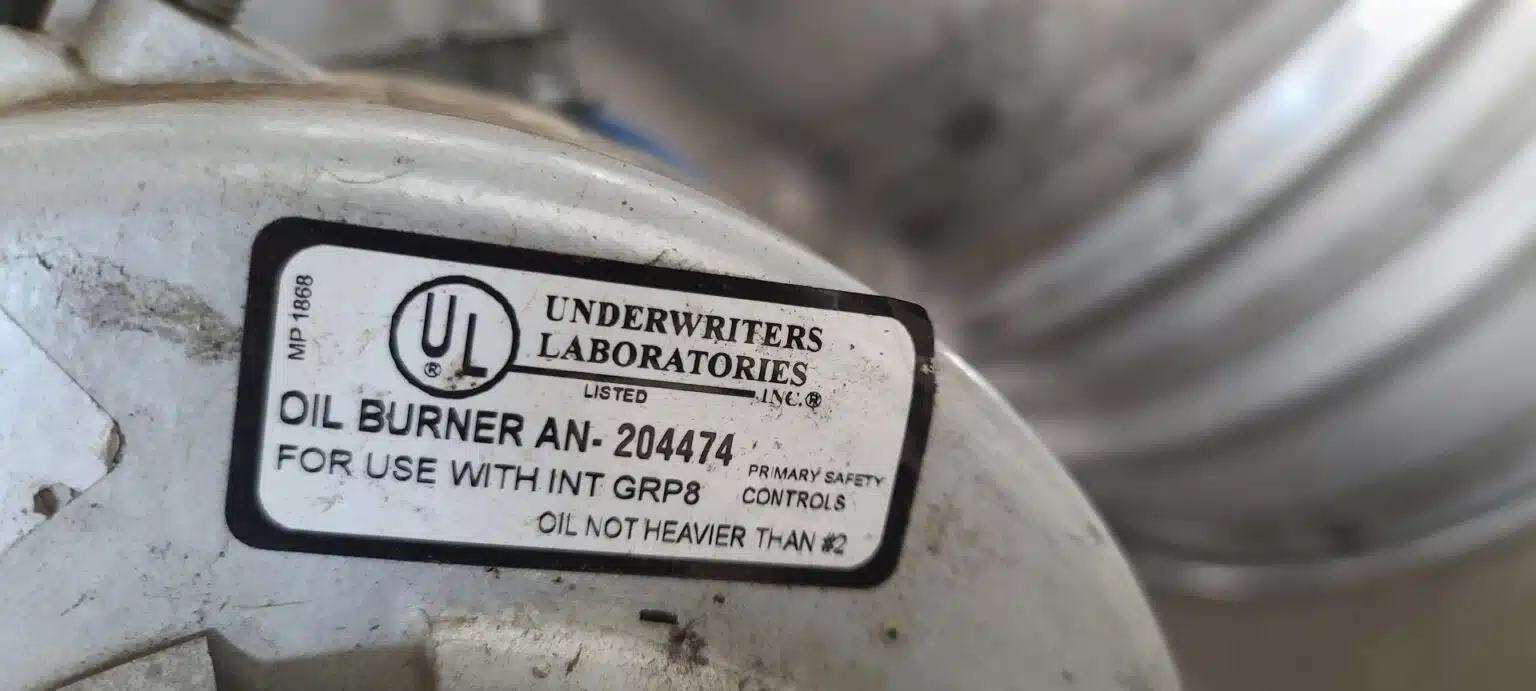 MP 1868
UL®
UNDERWRITERS
LABORATORIES
INC.®
LISTED
OIL BURNER AN- 204474
FOR USE WITH INT GRP8 PRIMARY SAFETY
CONTROLS
OIL NOT HEAVIER THAN #2